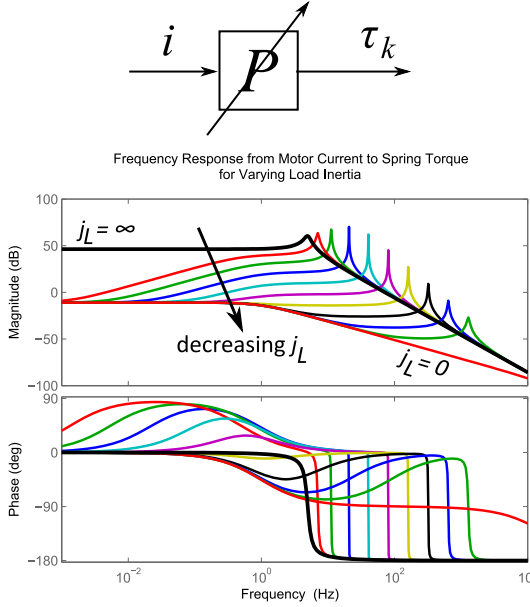 i
P
τk
Frequency Response from Motor Current to Spring Torque
for Varying Load Inertia
100
50
0
−50
−100
Magnitude (dB)
jL = ∞
decreasing jL
jL=0
90
0
−90
−180
Phase (deg)
10−2
100
102
10
Frequency (Hz)